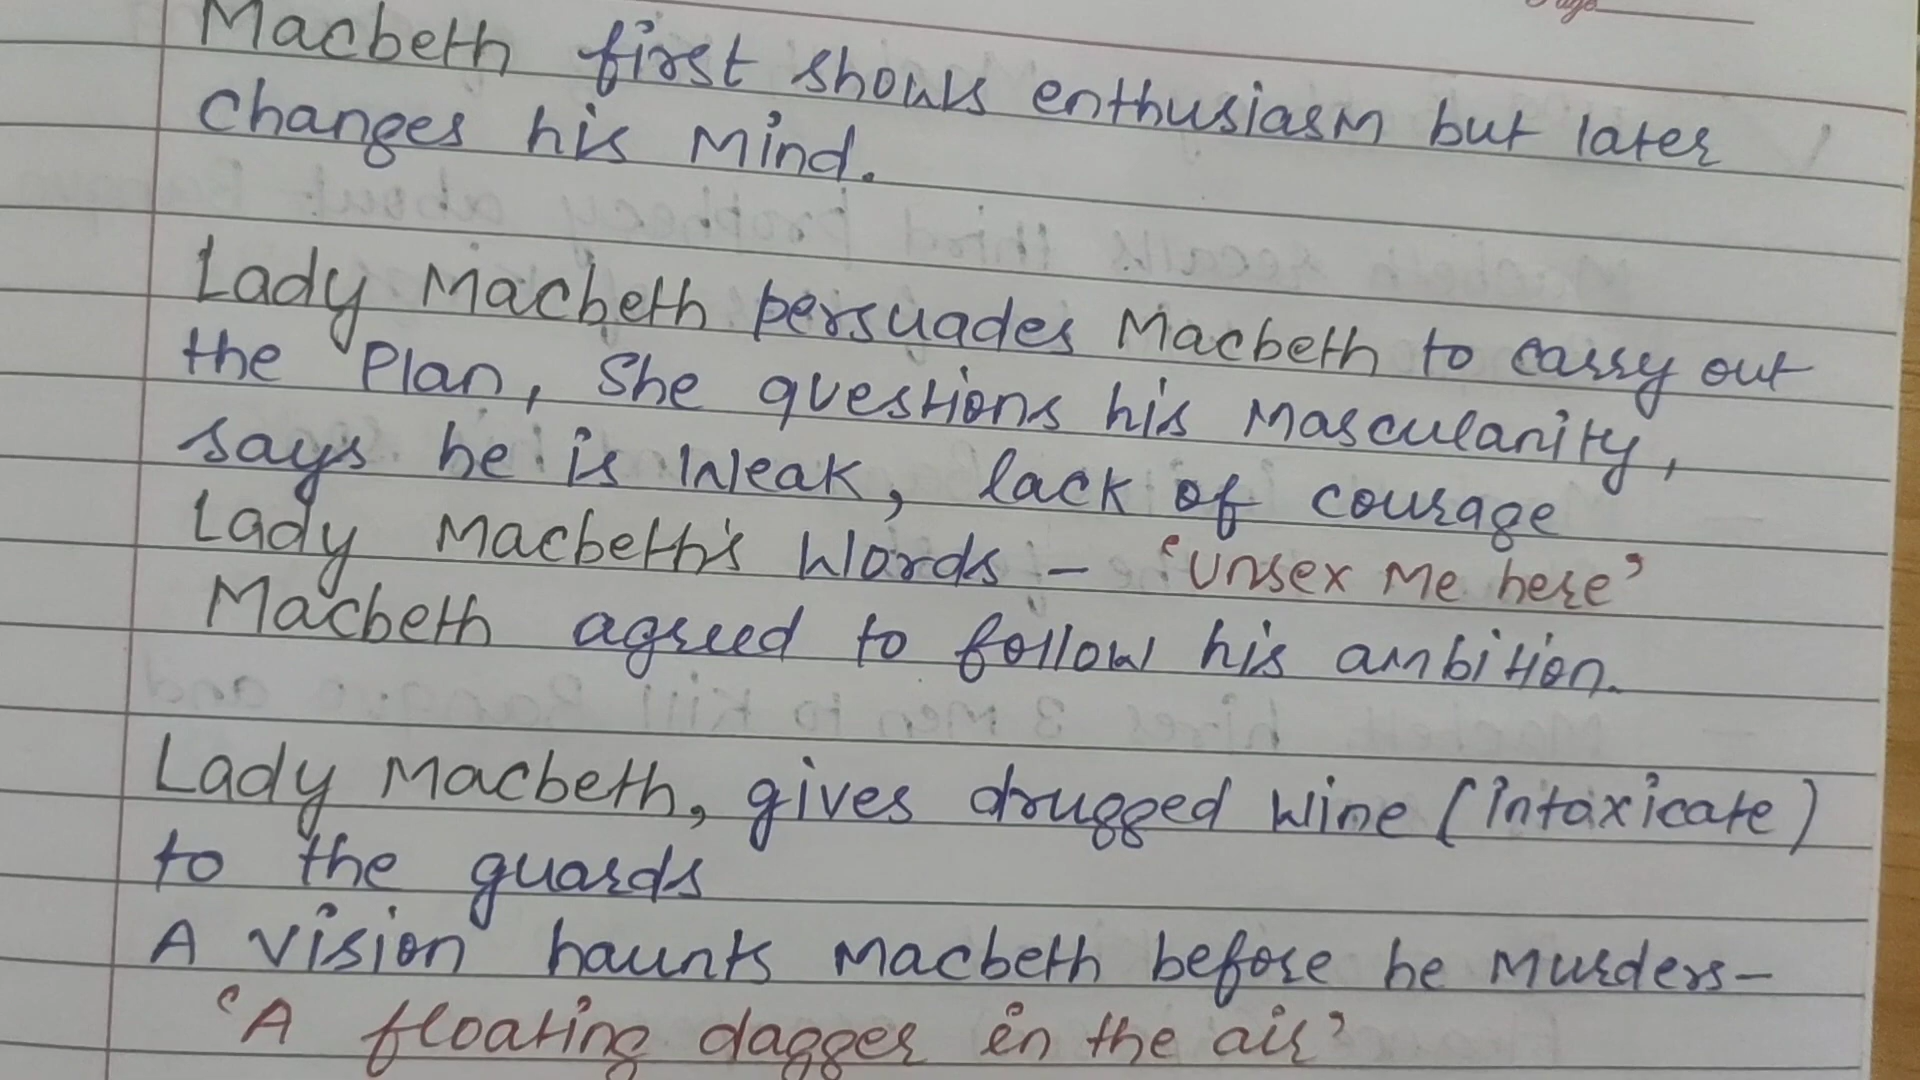 Page
Macbeth first shows enthusiasm but later
changes his Mind.
Lady Macbeth persuades Macbeth to carry out
the Plan, She questions his Mascularity,
says he is Weak, lack of courage
Lady Macbeth's Words - 'Unsex Me here'
Macbeth agreed to follow his ambition.
Lady Macbeth, gives drugged Wine (intoxicate)
to the guards
A vision haunts Macbeth before he Murders-
'A floating dagger in the air'